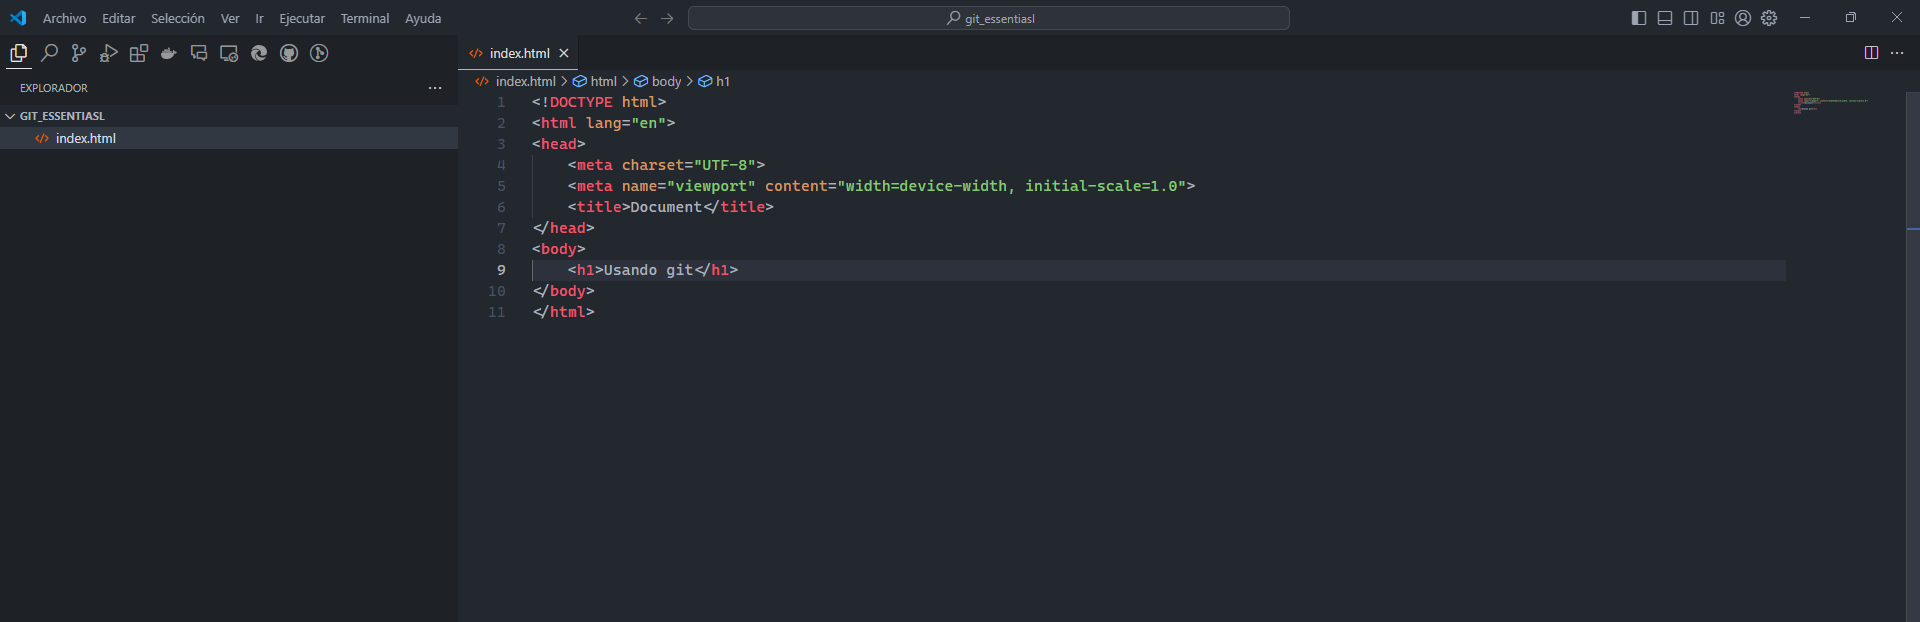 Archivo Editar Selección Ver Ir Ejecutar Terminal Ayuda
git_essentiasl
EXPLORADOR
GIT_ESSENTIASL
index.html
index.html
index.html > html > body > h1
1 <!DOCTYPE html>
2 <html lang="en">
3 <head>
4 <meta charset="UTF-8">
5 <meta name="viewport" content="width=device-width, initial-scale=1.0">
6 <title>Document</title>
7 </head>
8 <body>
9 <h1>Usando git</h1>
10 </body>
11 </html>